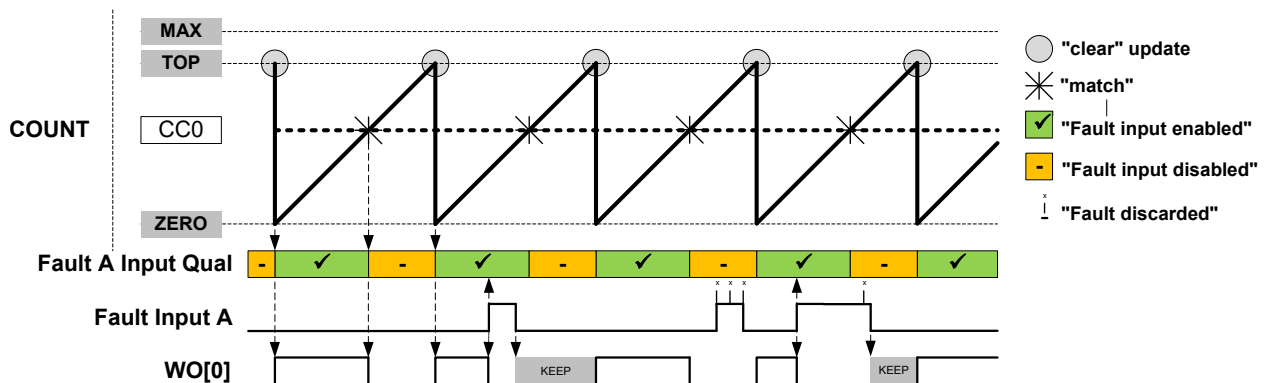 MAX
"clear" update
TOP
"match"
COUNT
CC0
"Fault input enabled"
- "Fault input disabled"
x
"Fault discarded"
ZERO
Fault A Input Qual
- ✔ - ✔ - ✔ - ✔ - ✔
x x x x
Fault Input A
WO[0]
KEEP KEEP